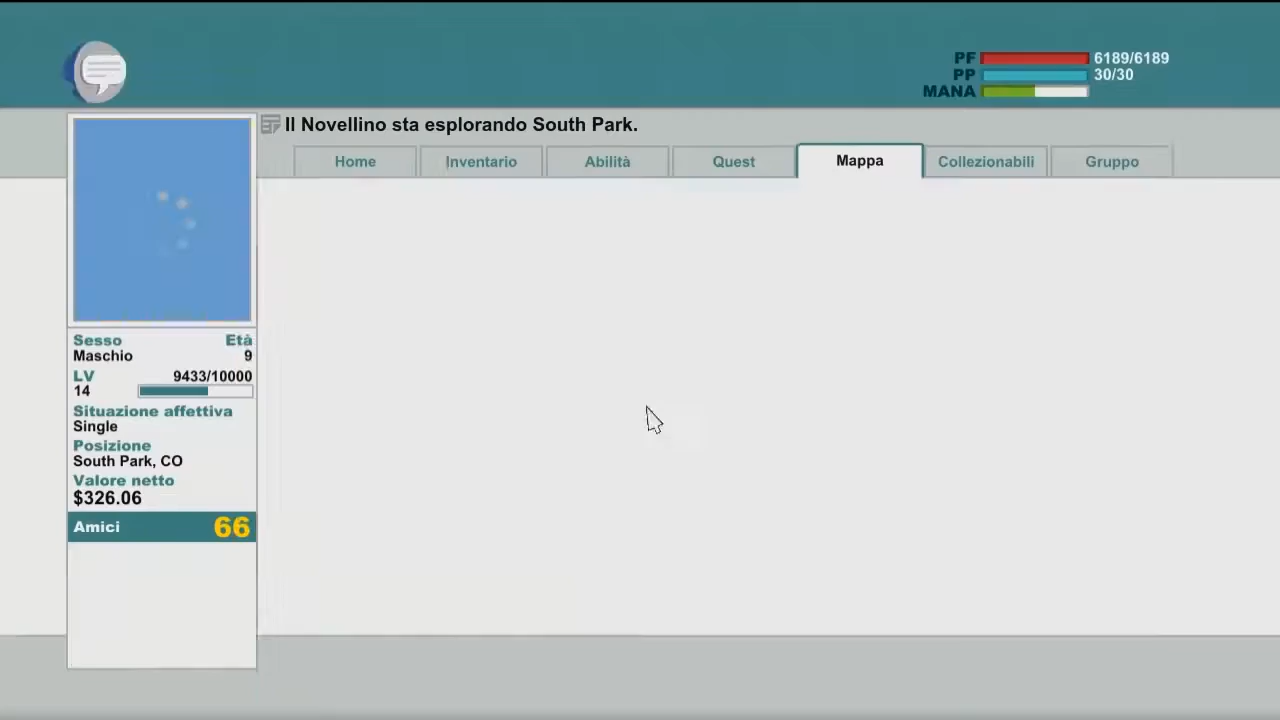 PF 6189/6189
PP 30/30
MANA
Il Novellino sta esplorando South Park.
Home Inventario Abilità Quest Mappa Collezionabili Gruppo
Sesso Età
Maschio 9
LV 9433/10000
14
Situazione affettiva
Single
Posizione
South Park, CO
Valore netto
$326.06
Amici 66